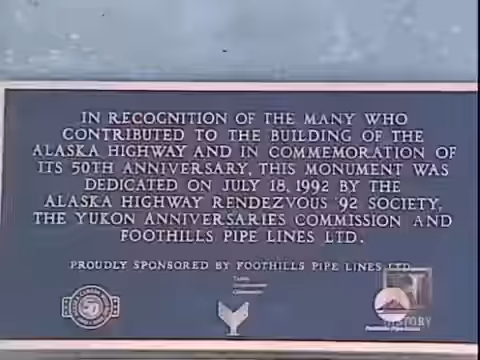 IN RECOGNITION OF THE MANY WHO
CONTRIBUTED TO THE BUILDING OF THE
ALASKA HIGHWAY AND IN COMMEMORATION OF
ITS 50TH ANNIVERSARY, THIS MONUMENT WAS
DEDICATED ON JULY 18, 1992 BY THE
ALASKA HIGHWAY RENDEZVOUS '92 SOCIETY,
THE YUKON ANNIVERSARIES COMMISSION AND
FOOTHILLS PIPE LINES LTD.
PROUDLY SPONSORED BY FOOTHILLS PIPE LINES LTD.
50
HISTORY